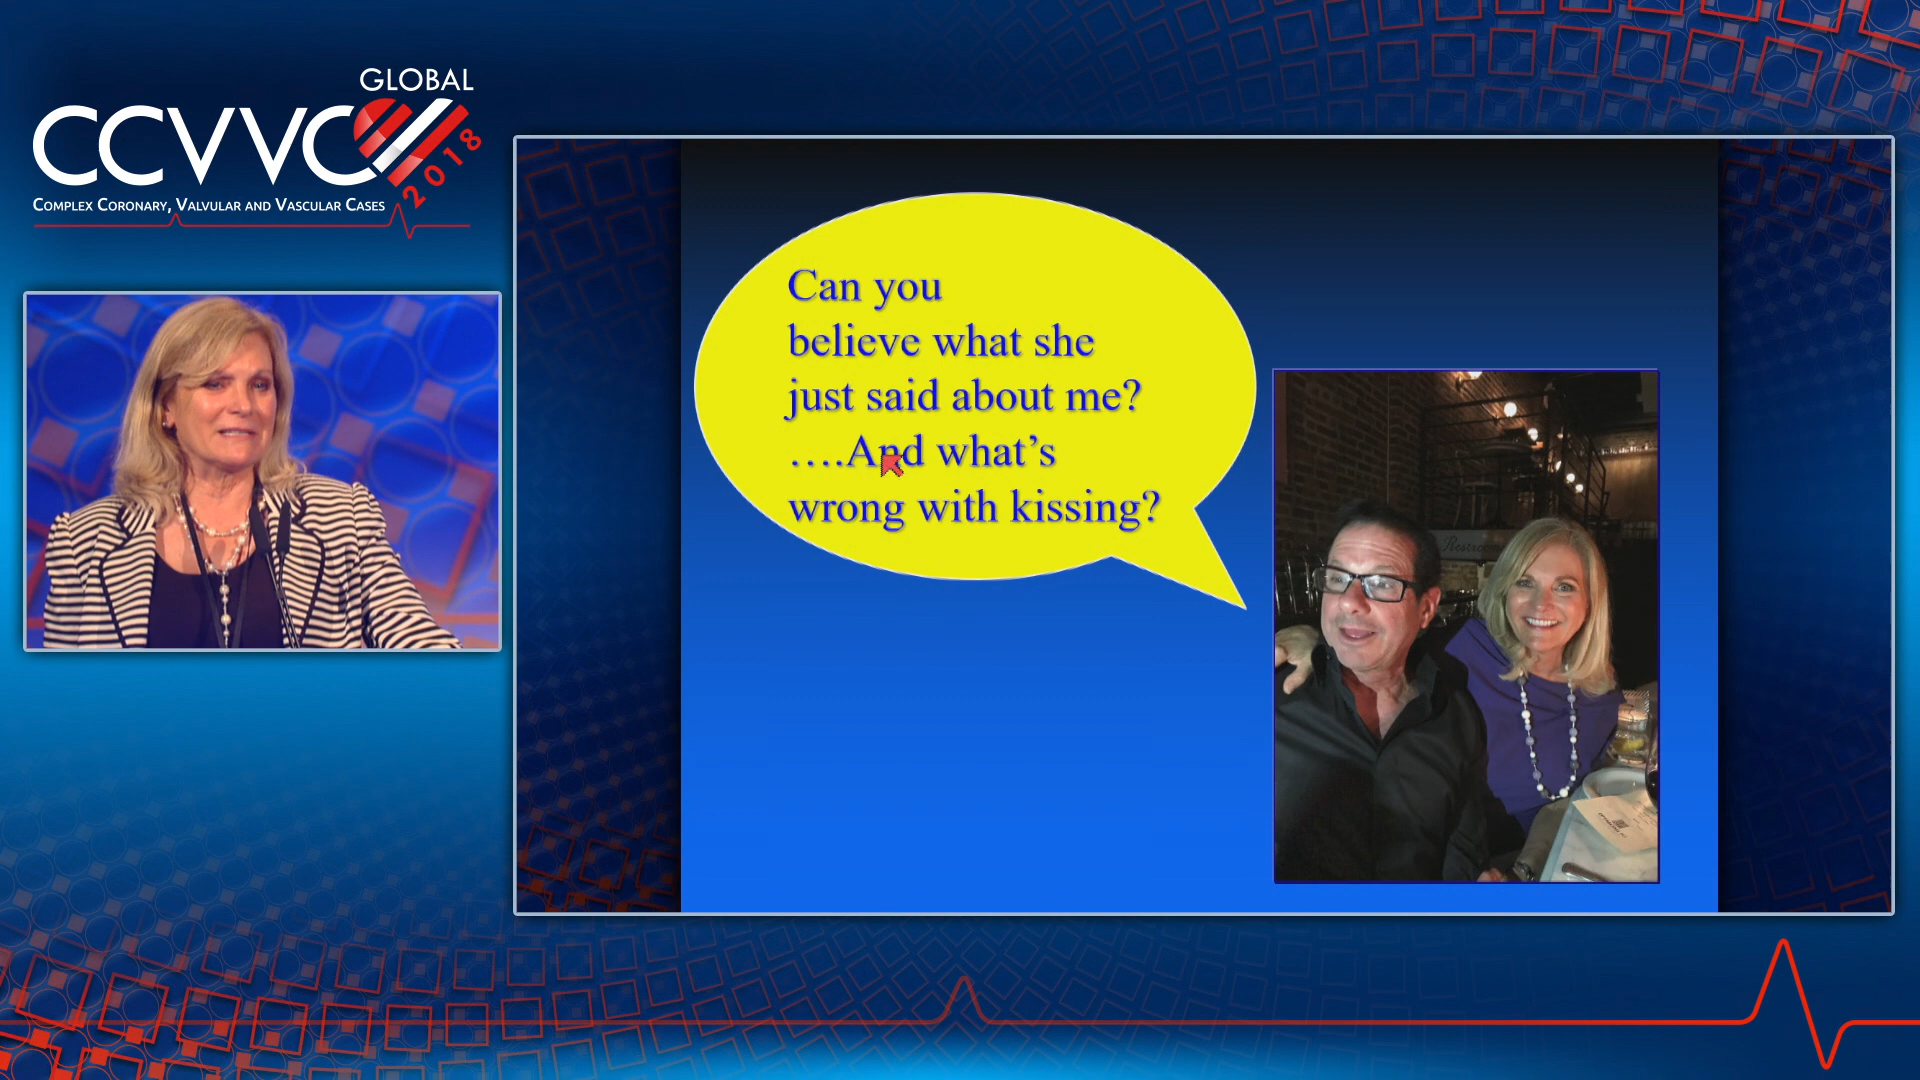 GLOBAL
CCVVC
2018
COMPLEX CORONARY, VALVULAR AND VASCULAR CASES
Can you
believe what she
just said about me?
….And what’s
wrong with kissing?